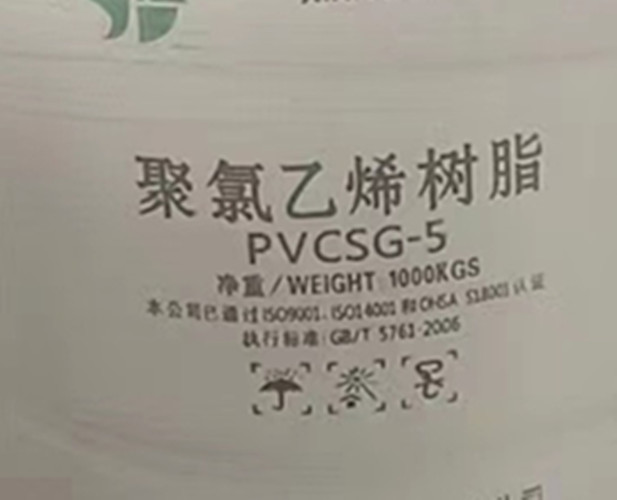 聚氯乙烯树脂
PVCSG-5
净重/WEIGHT 1000KGS
本公司已通过ISO9001、ISO14001和OHSA S18001认证
执行标准:GB/T 5761-2006